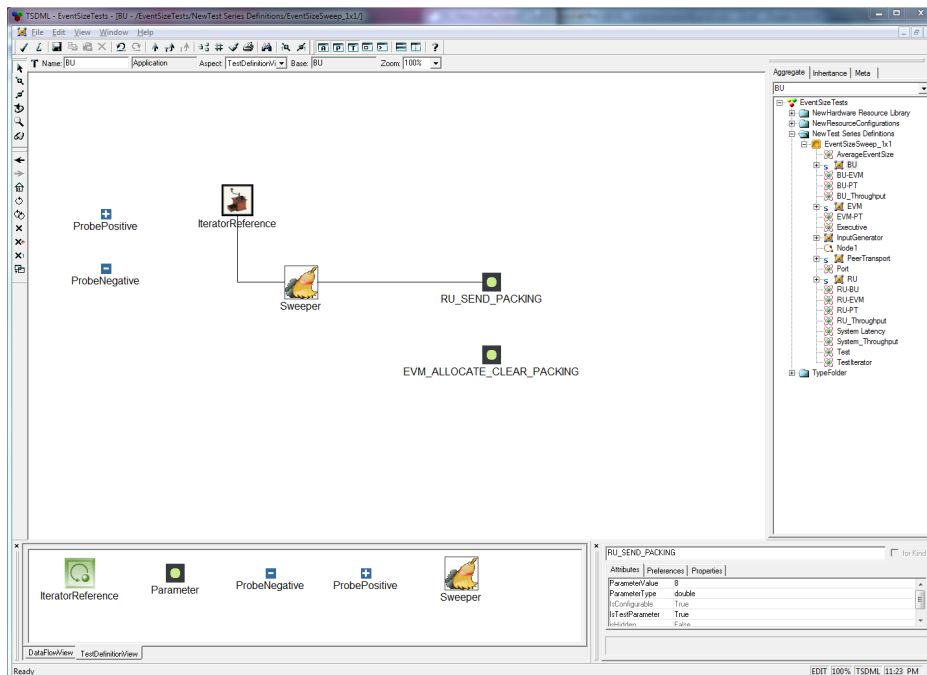 TSDML - EventSizeTests - [BU - /EventSizeTests/NewTest Series Definitions/EventSizeSweep_1x1/]
File Edit View Window Help
Name: BU Application Aspect: TestDefinitionVi Base: BU Zoom: 100%
ProbePositive
IteratorReference
ProbeNegative
Sweeper
RU_SEND_PACKING
EVM_ALLOCATE_CLEAR_PACKING
Aggregate Inheritance Meta
BU
EventSizeTests
NewHardware Resource Library
NewResourceConfigurations
NewTest Series Definitions
EventSizeSweep_1x1
AverageEventSize
S BU
BU-EVM
BU-PT
BU_Throughput
S EVM
EVM-PT
Executive
InputGenerator
Node1
S PeerTransport
Port
S RU
RU-BU
RU-EVM
RU-PT
RU_Throughput
System Latency
System_Throughput
Test
TestIterator
TypeFolder
IteratorReference
Parameter
ProbeNegative
ProbePositive
Sweeper
DataFlowView TestDefinitionView
RU_SEND_PACKING for Kind
Attributes Preferences Properties
ParameterValue 8
ParameterType double
IsConfigurable True
IsTestParameter True
IsHidden False
Ready
EDIT 100% TSDML 11:23 PM